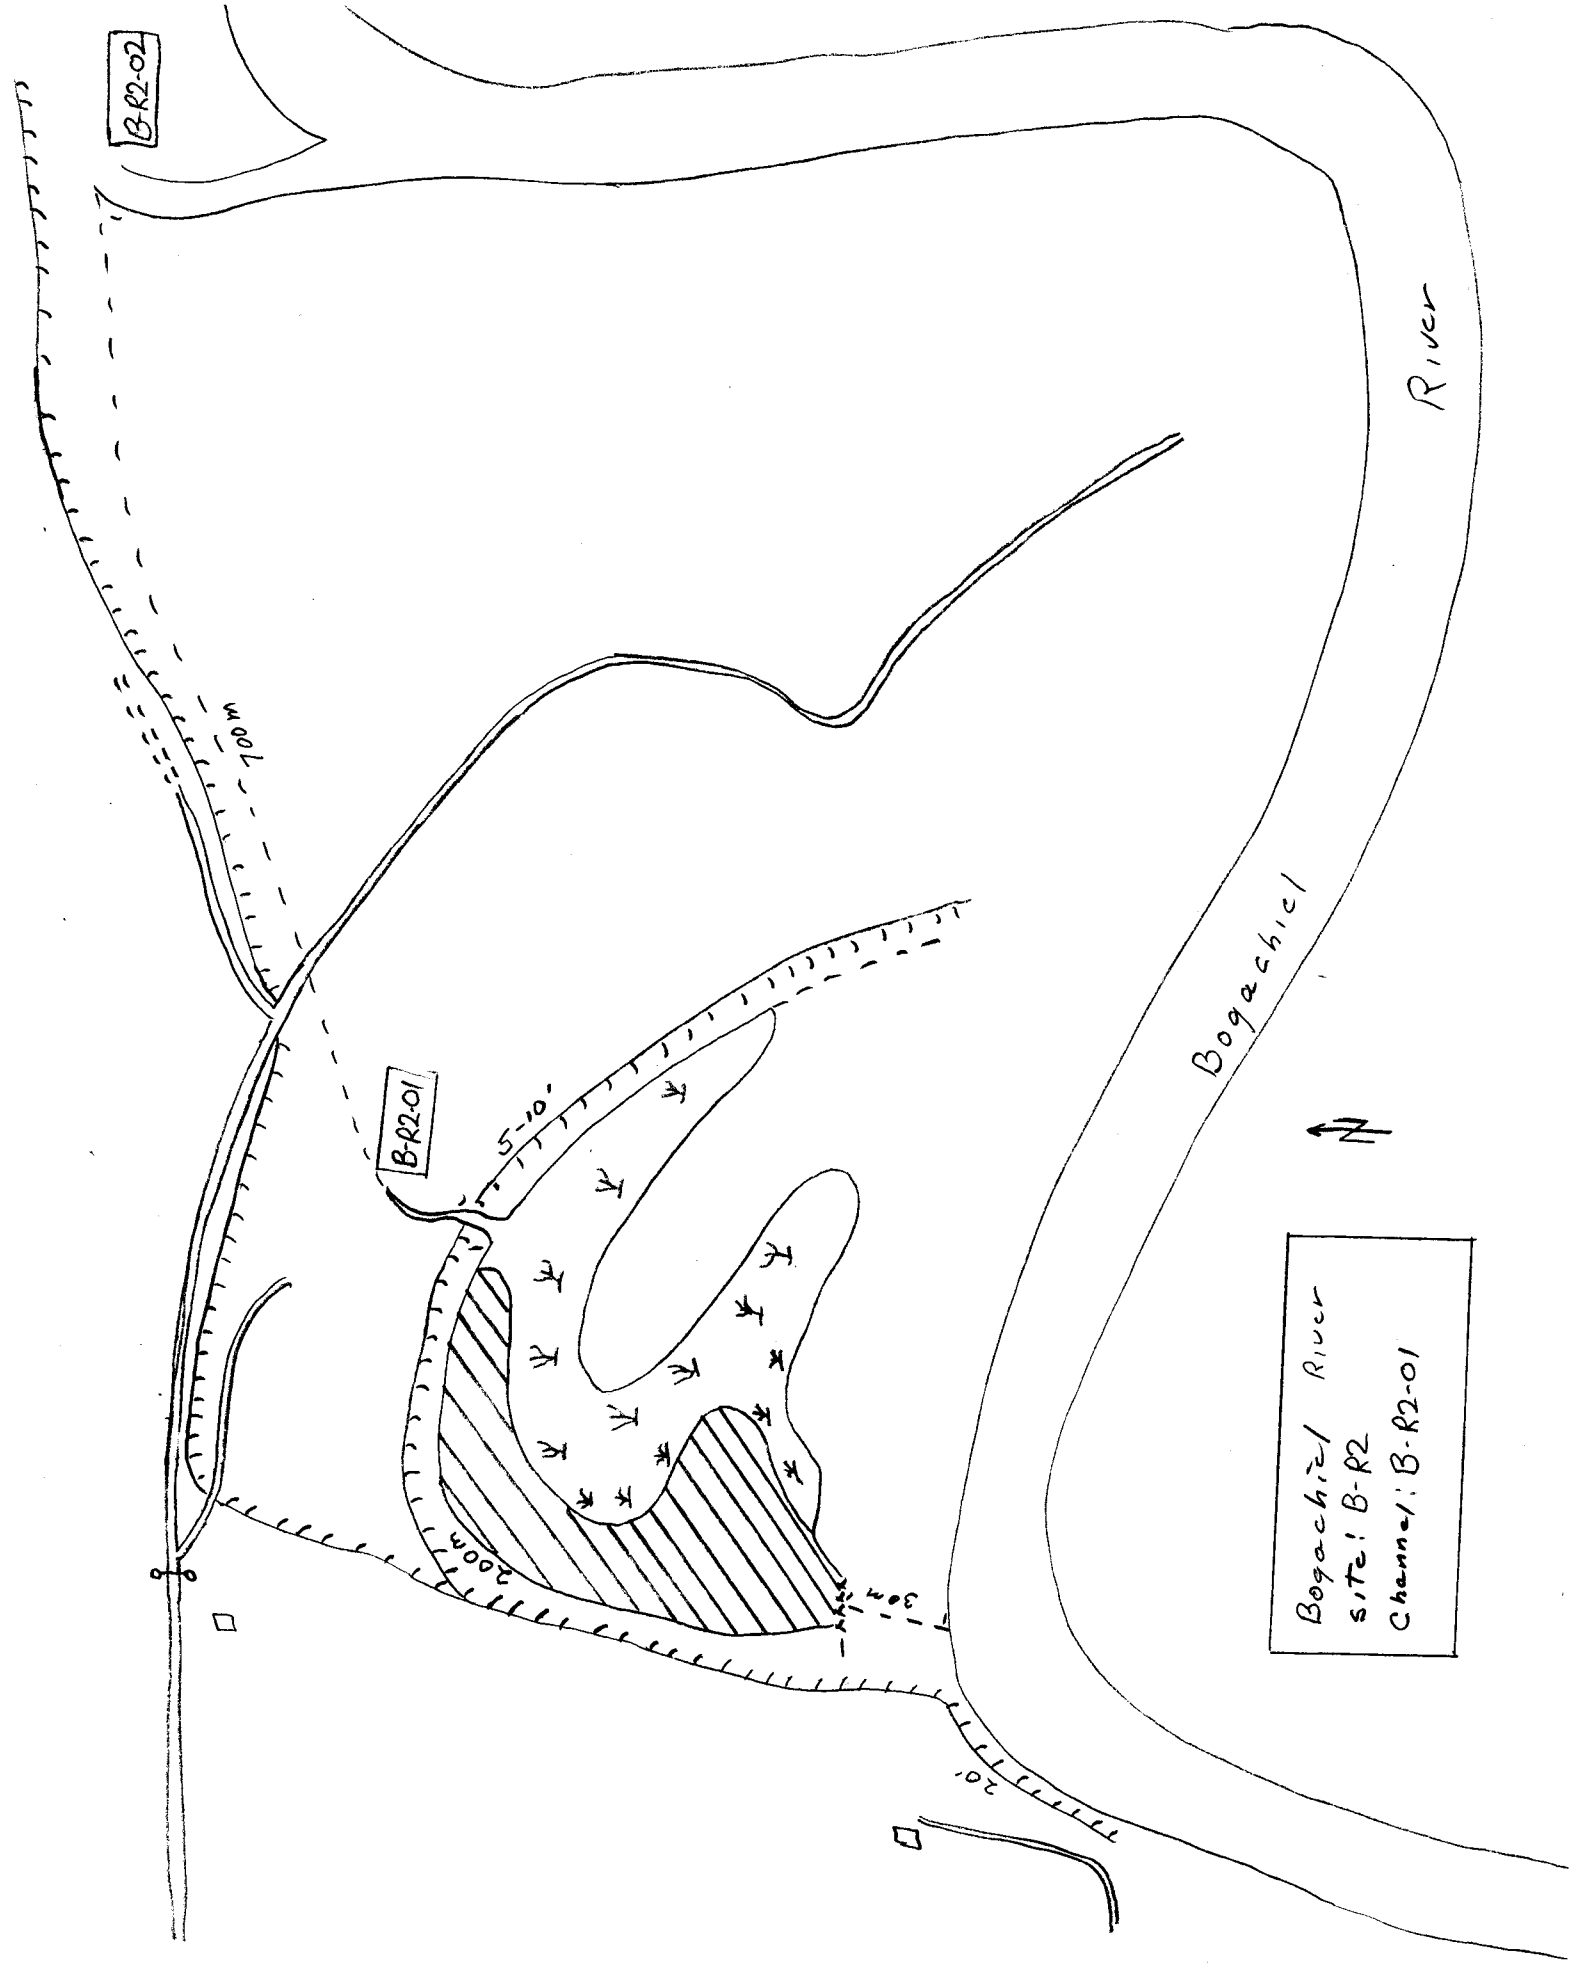 B-R2-02
700m
B-R2-01
5-10'
200m
30m
20'
River
Bogachiel
N
Bogachiel River
site: B-R2
Channel: B-R2-01